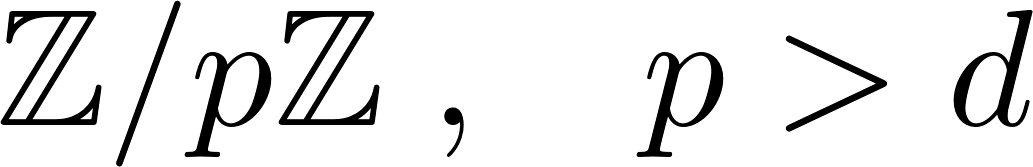 ℤ/pℤ , p > d